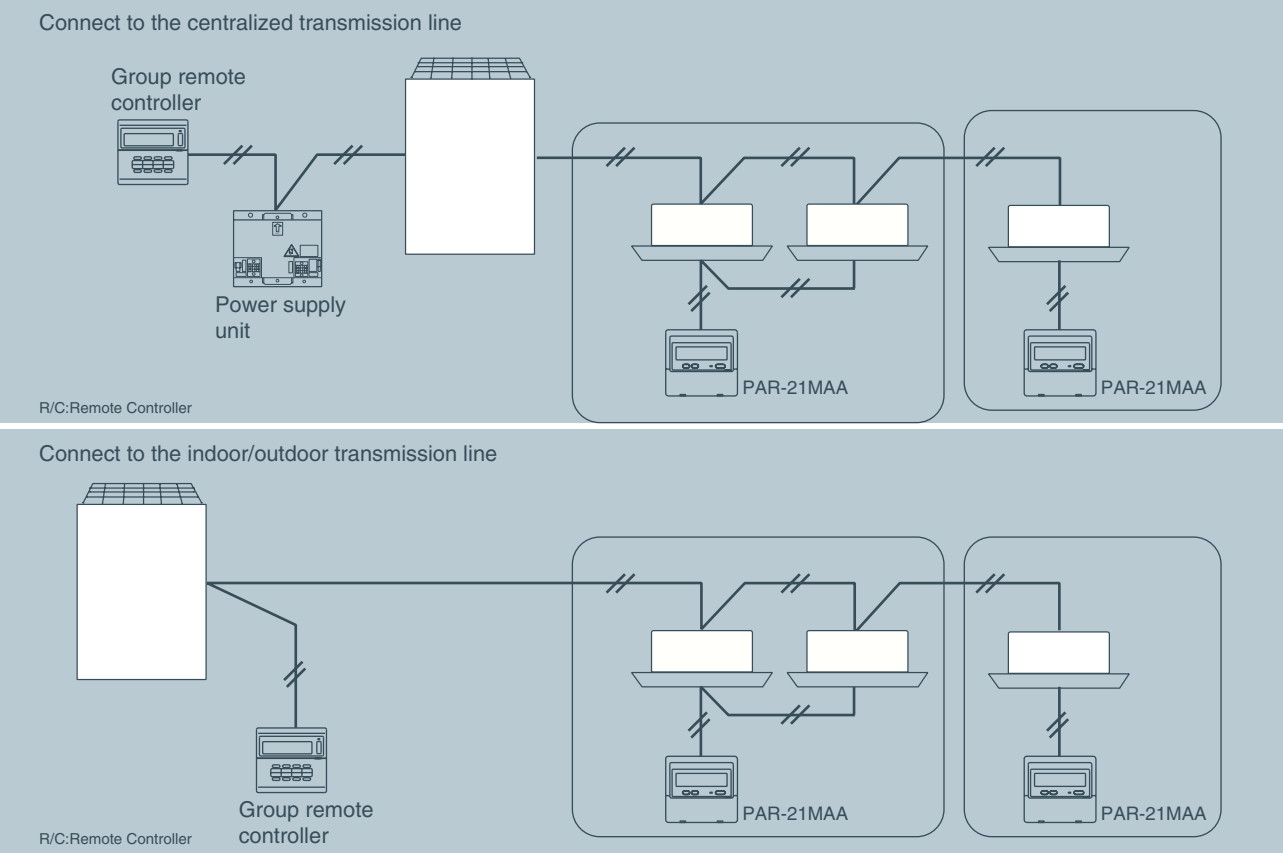 Connect to the centralized transmission line
Group remote
controller
Power supply
unit
PAR-21MAA
PAR-21MAA
R/C:Remote Controller
Connect to the indoor/outdoor transmission line
Group remote
controller
PAR-21MAA
PAR-21MAA
R/C:Remote Controller